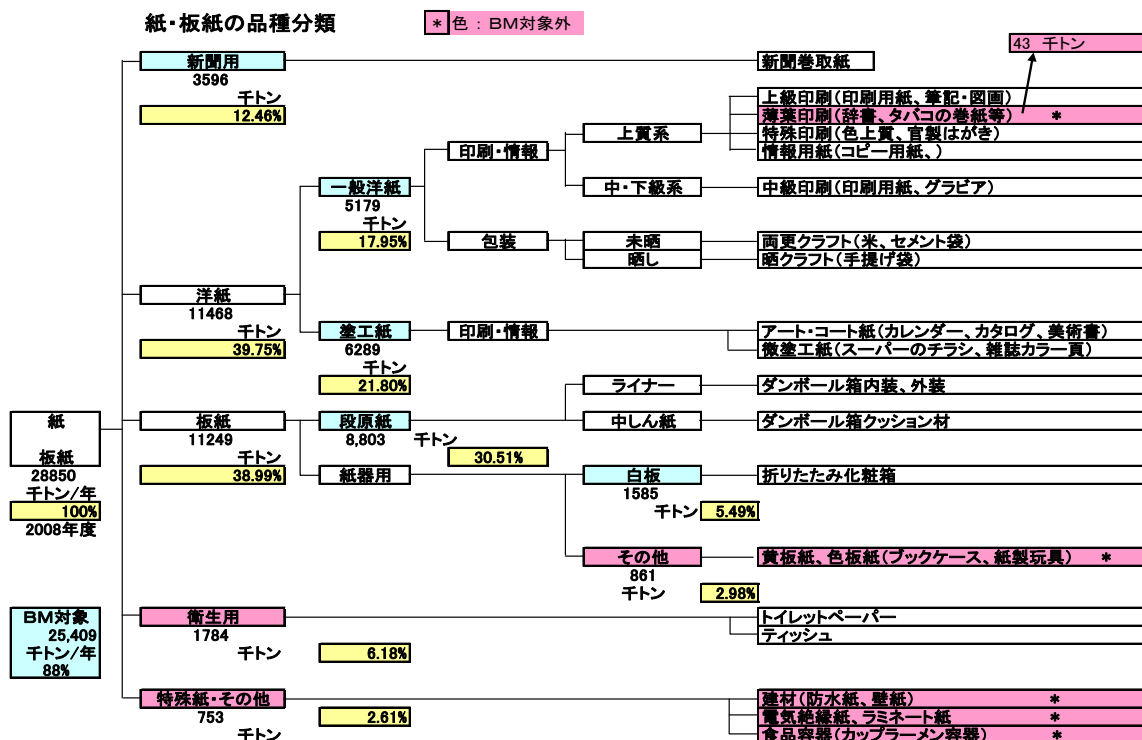 紙・板紙の品種分類
* 色：BM対象外
43 千トン
新聞用
3596
千トン
12.46%
新聞巻取紙
上級印刷(印刷用紙、筆記・図画)
薄葉印刷(辞書、タバコの巻紙等) *
特殊印刷(色上質、官製はがき)
情報用紙(コピー用紙、)
上質系
印刷・情報
中・下級系
中級印刷(印刷用紙、グラビア)
一般洋紙
5179
千トン
17.95%
包装
未晒
両更クラフト(米、セメント袋)
晒し
晒クラフト(手提げ袋)
洋紙
11468
千トン
39.75%
塗工紙
6289
千トン
21.80%
印刷・情報
アート・コート紙(カレンダー、カタログ、美術書)
微塗工紙(スーパーのチラシ、雑誌カラー頁)
ライナー
ダンボール箱内装、外装
紙
板紙
28850
千トン/年
100%
2008年度
板紙
11249
千トン
38.99%
段原紙
8,803
千トン
30.51%
中しん紙
ダンボール箱クッション材
紙器用
白板
1585
千トン
5.49%
折りたたみ化粧箱
その他
861
千トン
2.98%
黄板紙、色板紙(ブックケース、紙製玩具) *
BM対象
25,409
千トン/年
88%
衛生用
1784
千トン
6.18%
トイレットペーパー
ティッシュ
特殊紙・その他
753
千トン
2.61%
建材(防水紙、壁紙) *
電気絶縁紙、ラミネート紙 *
食品容器(カップラーメン容器) *